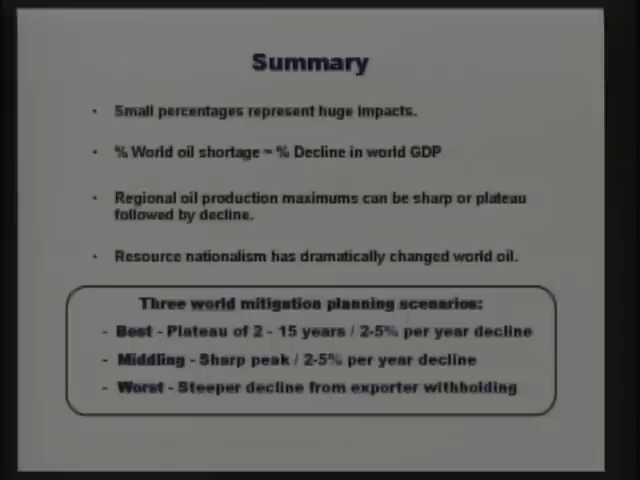 Summary
• Small percentages represent huge impacts.
• % World oil shortage ~ % Decline in world GDP
• Regional oil production maximums can be sharp or plateau
followed by decline.
• Resource nationalism has dramatically changed world oil.
Three world mitigation planning scenarios:
- Best - Plateau of 2 - 15 years / 2-5% per year decline
- Middling - Sharp peak / 2-5% per year decline
- Worst - Steeper decline from exporter withholding